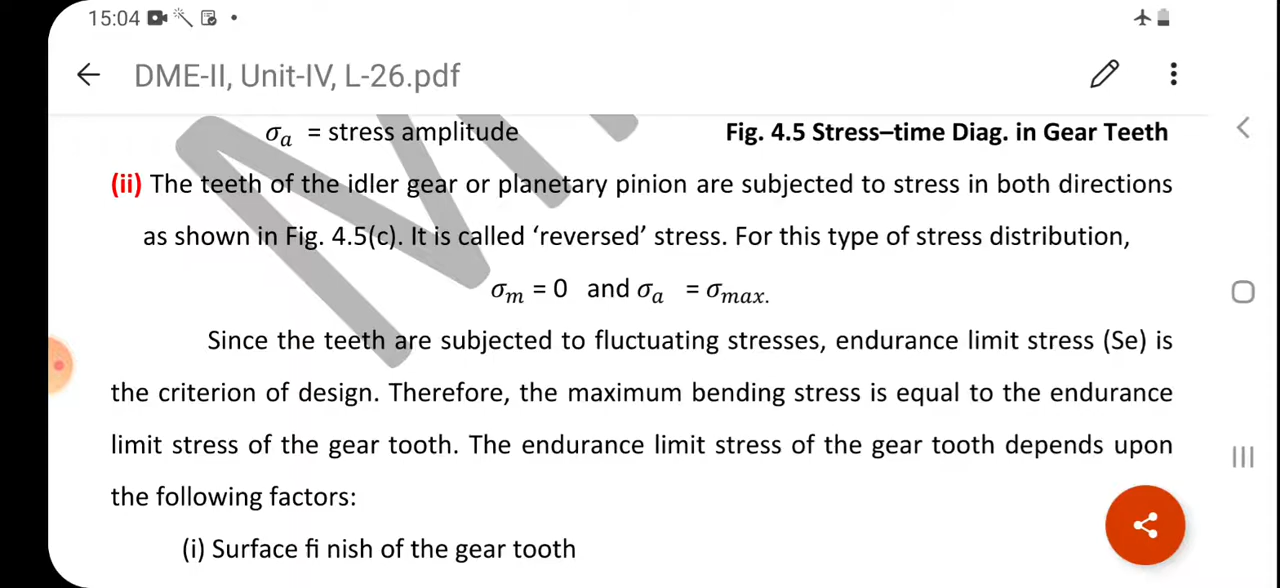 15:04
DME-II, Unit-IV, L-26.pdf
σₐ = stress amplitude
Fig. 4.5 Stress–time Diag. in Gear Teeth
(ii) The teeth of the idler gear or planetary pinion are subjected to stress in both directions
as shown in Fig. 4.5(c). It is called ‘reversed’ stress. For this type of stress distribution,
σₘ = 0 and σₐ = σₘₐₓ.
Since the teeth are subjected to fluctuating stresses, endurance limit stress (Se) is
the criterion of design. Therefore, the maximum bending stress is equal to the endurance
limit stress of the gear tooth. The endurance limit stress of the gear tooth depends upon
the following factors:
(i) Surface fi nish of the gear tooth